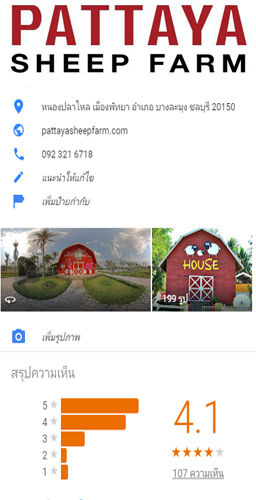 PATTAYA
SHEEP FARM
หนองปลาไหล เมืองพัทยา อำเภอ บางละมุง ชลบุรี 20150
pattayasheepfarm.com
092 321 6718
แนะนำให้แก้ไข
เพิ่มป้ายกำกับ
HOUSE
199 รูป
เพิ่มรูปภาพ
สรุปความเห็น
5
4
3
2
1
4.1
107 ความเห็น